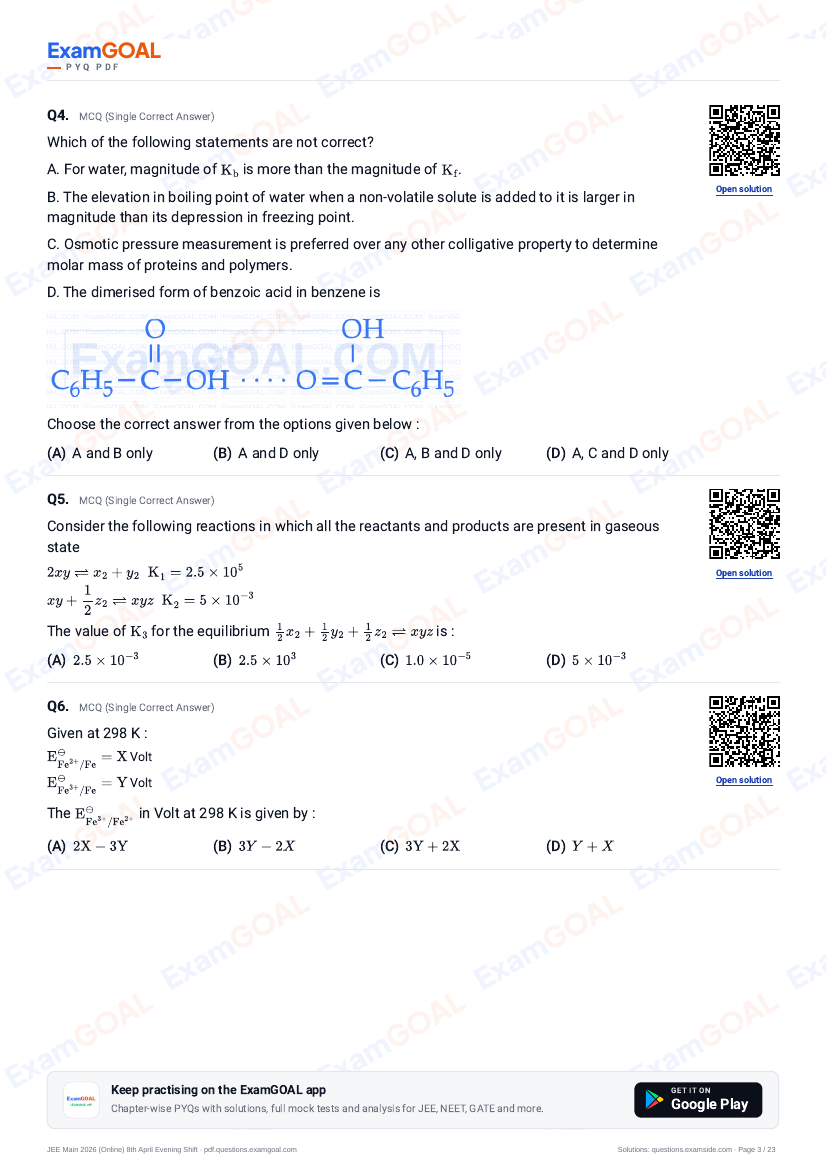 ExamGOAL
PYQ PDF
Q4. MCQ (Single Correct Answer)
Which of the following statements are not correct?
A. For water, magnitude of K_b is more than the magnitude of K_f.
B. The elevation in boiling point of water when a non-volatile solute is added to it is larger in
magnitude than its depression in freezing point.
C. Osmotic pressure measurement is preferred over any other colligative property to determine
molar mass of proteins and polymers.
D. The dimerised form of benzoic acid in benzene is
O OH
|| |
C₆H₅–C–OH ···· O=C–C₆H₅
Choose the correct answer from the options given below :
(A) A and B only (B) A and D only (C) A, B and D only (D) A, C and D only
Open solution
Q5. MCQ (Single Correct Answer)
Consider the following reactions in which all the reactants and products are present in gaseous
state
2xy ⇌ x₂ + y₂ K₁ = 2.5 × 10⁵
xy + 1/2 z₂ ⇌ xyz K₂ = 5 × 10⁻³
The value of K₃ for the equilibrium 1/2 x₂ + 1/2 y₂ + 1/2 z₂ ⇌ xyz is :
(A) 2.5 × 10⁻³ (B) 2.5 × 10³ (C) 1.0 × 10⁻⁵ (D) 5 × 10⁻³
Open solution
Q6. MCQ (Single Correct Answer)
Given at 298 K :
E⊖ Fe²⁺/Fe = X Volt
E⊖ Fe³⁺/Fe = Y Volt
The E⊖ Fe³⁺/Fe²⁺ in Volt at 298 K is given by :
(A) 2X − 3Y (B) 3Y − 2X (C) 3Y + 2X (D) Y + X
Open solution
Keep practising on the ExamGOAL app
Chapter-wise PYQs with solutions, full mock tests and analysis for JEE, NEET, GATE and more.
GET IT ON
Google Play
JEE Main 2026 (Online) 8th April Evening Shift · pdf.questions.examgoal.com
Solutions: questions.examside.com · Page 3 / 23